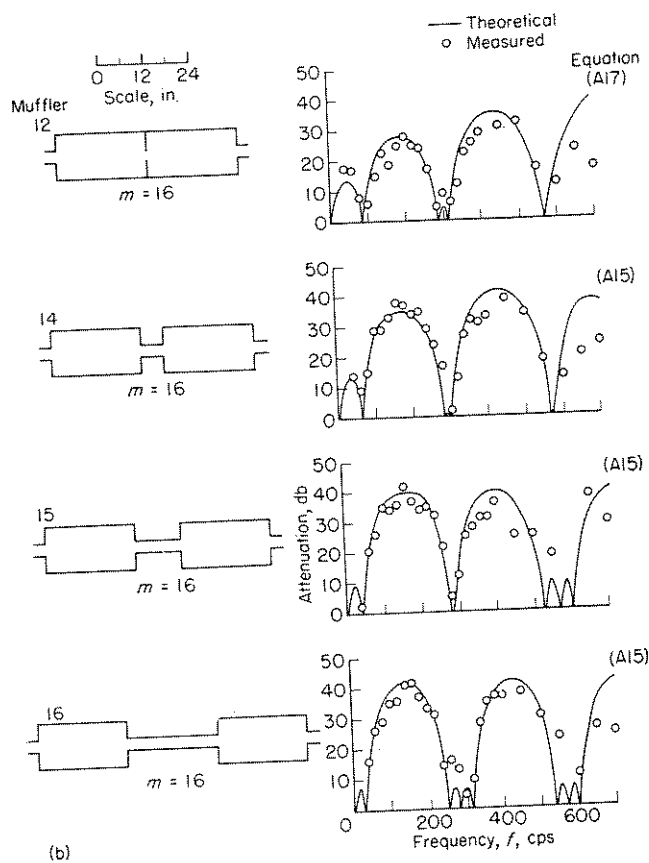 Theoretical
Measured
0 12 24
Scale, in.
Muffler
12
m = 16
50
40
30
20
10
0
Equation
(A17)
14
m = 16
50
40
30
20
10
0
(A15)
15
m = 16
Attenuation, db
50
40
30
20
10
0
(A15)
16
m = 16
50
40
30
20
10
0 200 400 600
Frequency, f, cps
(A15)
(b)